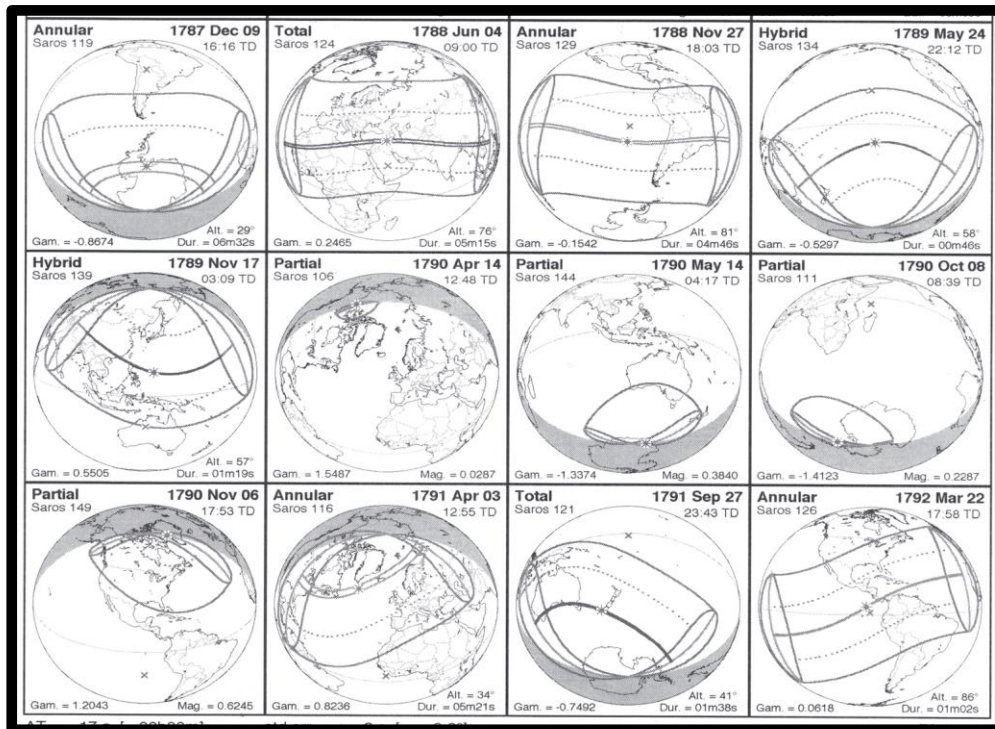 Annular 1787 Dec 09
Saros 119 16:16 TD
Alt. = 29°
Gam. = -0.8674 Dur. = 06m32s
Total 1788 Jun 04
Saros 124 09:00 TD
Alt. = 76°
Gam. = 0.2465 Dur. = 05m15s
Annular 1788 Nov 27
Saros 129 18:03 TD
Alt. = 81°
Gam. = -0.1542 Dur. = 04m46s
Hybrid 1789 May 24
Saros 134 22:12 TD
Alt. = 58°
Gam. = -0.5297 Dur. = 00m46s
Hybrid 1789 Nov 17
Saros 139 03:09 TD
Alt. = 57°
Gam. = 0.5505 Dur. = 01m19s
Partial 1790 Apr 14
Saros 106 12:48 TD
Gam. = 1.5487 Mag. = 0.0287
Partial 1790 May 14
Saros 144 04:17 TD
Gam. = -1.3374 Mag. = 0.3840
Partial 1790 Oct 08
Saros 111 08:39 TD
Gam. = -1.4123 Mag. = 0.2287
Partial 1790 Nov 06
Saros 149 17:53 TD
Gam. = 1.2043 Mag. = 0.6245
Annular 1791 Apr 03
Saros 116 12:55 TD
Alt. = 34°
Gam. = 0.8236 Dur. = 05m21s
Total 1791 Sep 27
Saros 121 23:43 TD
Alt. = 41°
Gam. = -0.7492 Dur. = 01m38s
Annular 1792 Mar 22
Saros 126 17:58 TD
Alt. = 86°
Gam. = 0.0618 Dur. = 01m02s